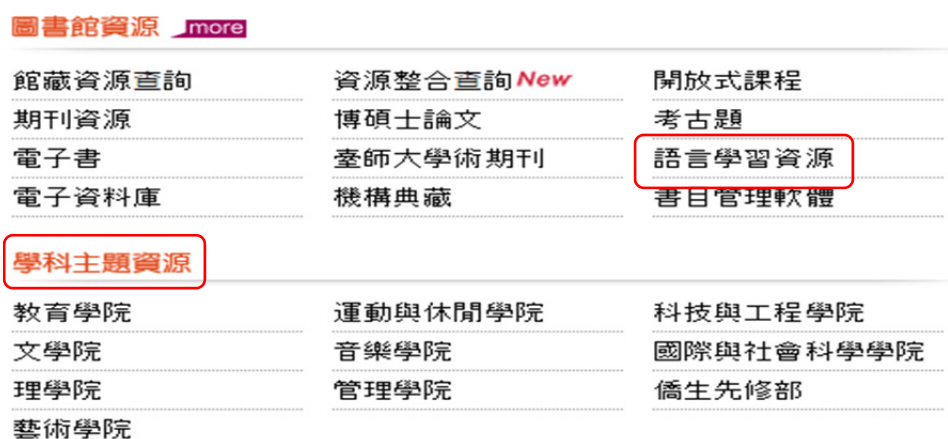 圖書館資源 more
館藏資源查詢 資源整合查詢 New 開放式課程
期刊資源 博碩士論文 考古題
電子書 臺師大學術期刊 語言學習資源
電子資料庫 機構典藏 書目管理軟體
學科主題資源
教育學院 運動與休閒學院 科技與工程學院
文學院 音樂學院 國際與社會科學學院
理學院 管理學院 僑生先修部
藝術學院